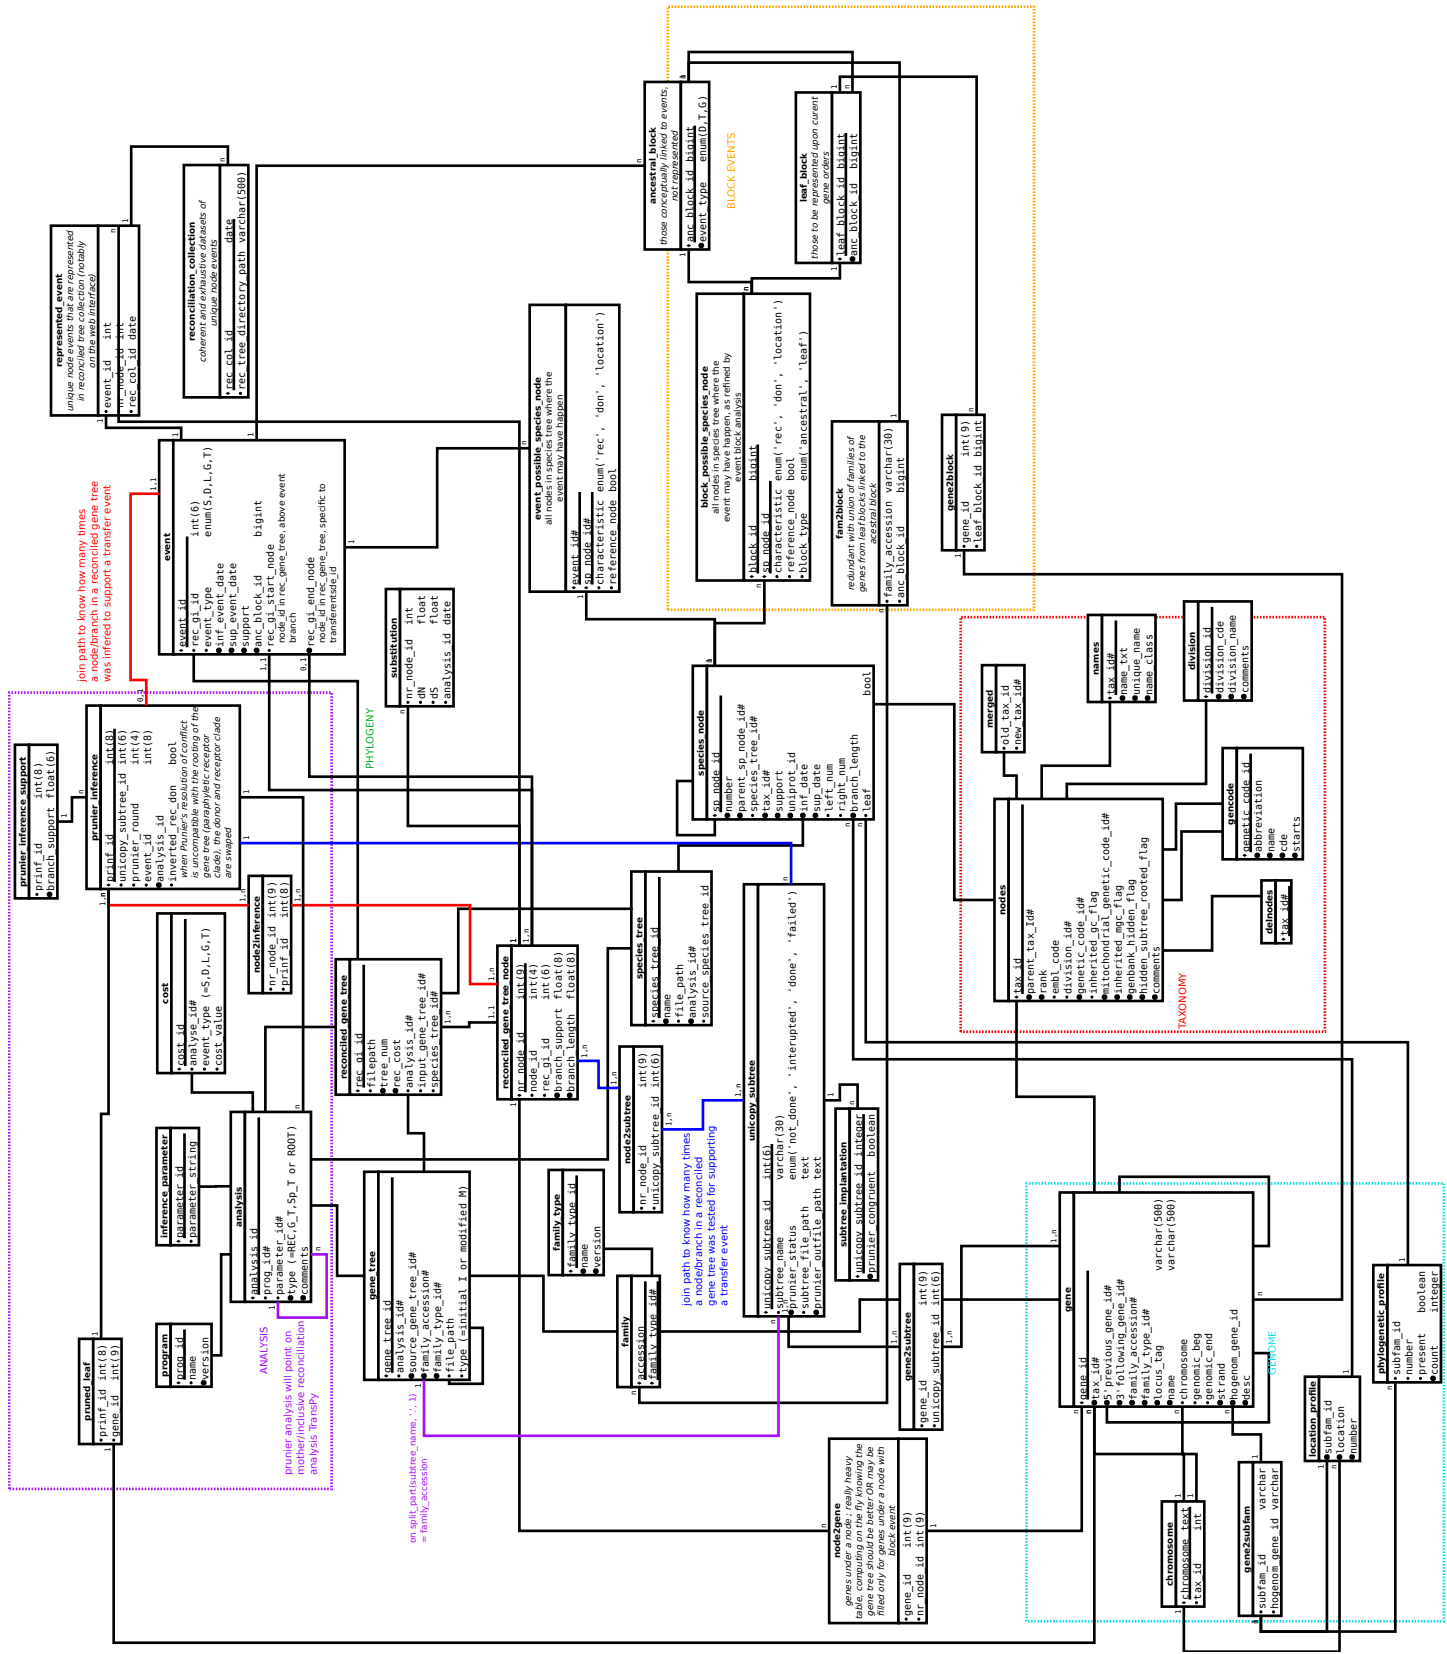 represented_event
unique node events that are represented
in reconciled tree collection (notably
on the web interface)
event_id int
nr_node_id int
rec_col_id date
reconciliation_collection
coherent and exhaustive datasets of
unique node events
rec_col_id date
rec_tree_directory_path varchar(500)
ancestral_block
those conceptually linked to events,
not represented
anc_block_id bigint
event_type enum(D,T,G)
BLOCK EVENTS
leaf_block
those to be represented upon curent
gene orders
leaf_block_id bigint
anc_block_id bigint
join path to know how many times
a node/branch in a reconciled gene tree
was infered to support a transfer event
event
event_id
rec_gi_id int(6)
event_type enum(S,D,L,G,T)
inf_event_date
sup_event_date
support
anc_block_id bigint
rec_gi_start_node
node_id in rec_gene_tree, above event
branch
rec_gi_end_node
node_id in rec_gene_tree, specific to
transferentsde_id
event_possible_species_node
all nodes in species tree where the
event may have happen
event_id#
sp_node_id#
characteristic enum('rec', 'don', 'location')
reference_node bool
block_possible_species_node
all nodes in species tree where the
event may have happen, as refined by
event block analysis
block_id bigint
sp_node_id
characteristic enum('rec', 'don', 'location')
reference_node bool
block_type enum('ancestral', 'leaf')
fam2block
redundant with union of families of
genes from leaf blocks linked to the
acestral block
family_accession varchar(30)
anc_block_id bigint
gene2block
gene_id int(9)
leaf_block_id bigint
prunier_inference_support
prinf_id int(8)
branch_support float(6)
prunier_inference
prinf_id int(8)
unicopy_subtree_id int(6)
prunier_round int(4)
event_id int(8)
analysis_id
inverted_rec_don bool
when Prunier's resolution of conflict
is uncompatible with the rooting of the
gene tree (paraphyletic receptor
clade), the donor and receptor clade
are swaped
PHYLOGENY
substitution
nr_node_id int
dN float
dS float
analysis_id date
species_node
sp_node_id
number
parent_sp_node_id#
species_tree_id#
tax_id#
support
uniprot_id
inf_date
sup_date
left_num
right_num
branch_length
leaf bool
merged
old_tax_id
new_tax_id#
names
tax_id#
name_txt
unique_name
name_class
division
division_id
division_cde
division_name
comments
nodes
tax_id
parent_tax_Id#
rank
embl_code
division_id#
genetic_code_id#
inherited_gc_flag
mitochondrial_genetic_code_id#
inherited_mgc_flag
genbank_hidden_flag
hidden_subtree_rooted_flag
comments
gencode
genetic_code_id
abbreviation
name
cde
starts
delnodes
tax_id#
TAXONOMY
cost
cost_id
analyse_id#
event_type (=S,D,L,G,T)
cost_value
node2inference
nr_node_id int(9)
prinf_id int(8)
reconciled_gene_tree
rec_gi_id
filepath
tree_num
rec_cost
analysis_id#
input_gene_tree_id#
species_tree_id#
reconciled_gene_tree_node
nr_node_id int(9)
node_id int(4)
rec_gi_id int(6)
branch_support float(8)
branch_length float(8)
species_tree
species_tree_id
name
file_path
analysis_id#
source_species_tree_id
inference_parameter
parameter_id
parameter_string
analysis
analysis_id
prog_id#
parameter_id#
type (=REC,G_T,Sp_T or ROOT)
comments
program
prog_id
name
version
pruned_leaf
prinf_id int(8)
gene_id int(9)
ANALYSIS
prunier analysis will point on
mother/inclusive reconciliation
analysis TransPy
gene_tree
gene_tree_id
analysis_id#
source_gene_tree_id#
family_accession#
family_type_id#
file_path
type (=initial I or modified M)
on split_part(subtree_name, '.', 1)
= family_accession
family_type
family_type_id
name
version
family
accession
family_type_id#
node2subtree
nr_node_id int(9)
unicopy_subtree_id int(6)
join path to know how many times
a node/branch in a reconciled
gene tree was tested for supporting
a transfer event
unicopy_subtree
unicopy_subtree_id int(6)
subtree_name varchar(30)
prunier_status enum('not_done', 'interrupted', 'done', 'failed')
subtree_file_path text
prunier_outfile_path text
subtree_implantation
unicopy_subtree_id integer
prunier_congruent boolean
gene2subtree
gene_id int(9)
unicopy_subtree_id int(6)
node2gene
genes under a node ; really heavy
table, computing on the fly knowing the
gene tree should be better OR may be
filled only for genes under a node with
block event
gene_id int(9)
nr_node_id int(9)
gene
gene_id
tax_id#
5'previous_gene_id#
3'following_gene_id#
family_accession#
family_type_id#
locus_tag
name varchar(500)
chromosome varchar(500)
genomic_beg
genomic_end
strand
hogenom_gene_id
desc
GENOME
chromosome
chromosome text
tax_id int
gene2subfam
subfam_id varchar
hogenom_gene_id varchar
location_profile
subfam_id
location
number
phylogenetic_profile
subfam_id
number
present boolean
count integer